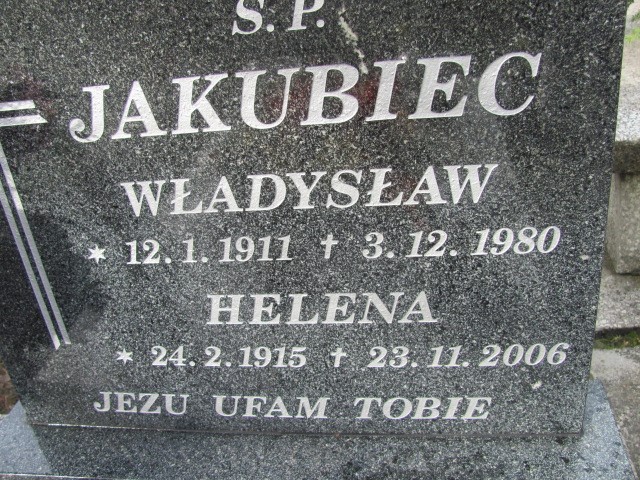 S.P.
JAKUBIEC
WŁADYSŁAW
* 12.1.1911 † 3.12.1980
HELENA
* 24.2.1915 † 23.11.2006
JEZU UFAM TOBIE